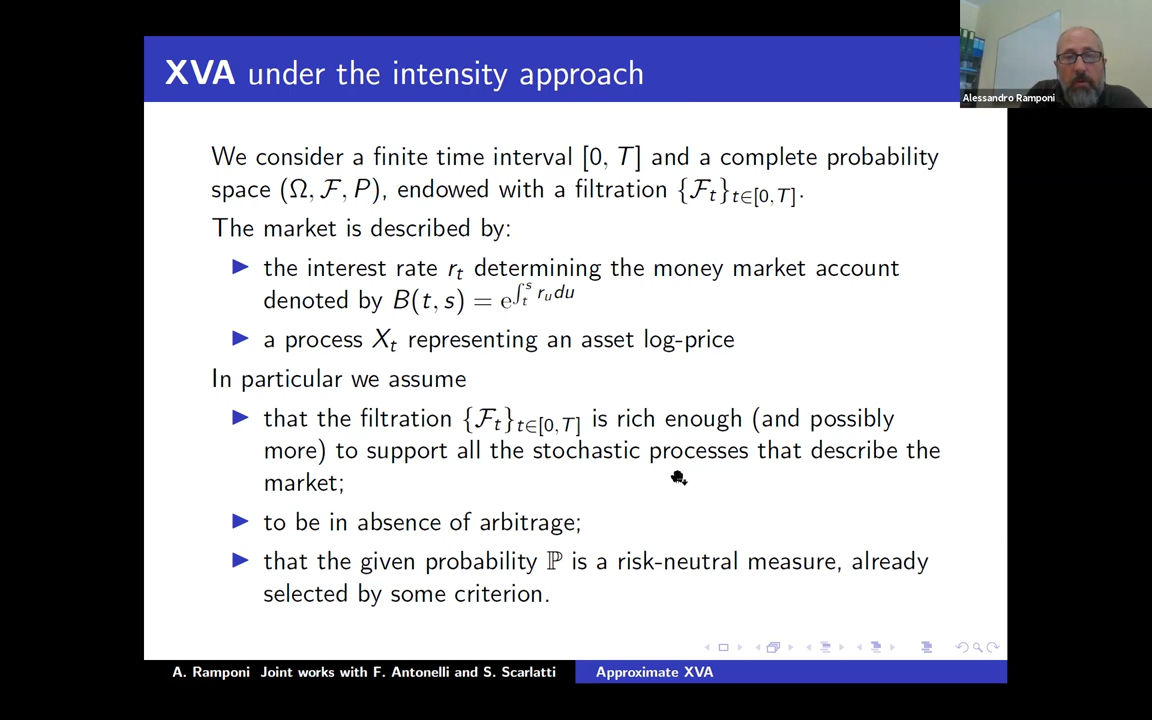 XVA under the intensity approach
Alessandro Ramponi
We consider a finite time interval [0, T] and a complete probability
space (Ω, ℱ, P), endowed with a filtration {ℱ_t}_{t∈[0,T]}.
The market is described by:
▶ the interest rate r_t determining the money market account
denoted by B(t, s) = e^{∫_t^s r_u du}
▶ a process X_t representing an asset log-price
In particular we assume
▶ that the filtration {ℱ_t}_{t∈[0,T]} is rich enough (and possibly
more) to support all the stochastic processes that describe the
market;
▶ to be in absence of arbitrage;
▶ that the given probability ℙ is a risk-neutral measure, already
selected by some criterion.
A. Ramponi Joint works with F. Antonelli and S. Scarlatti
Approximate XVA